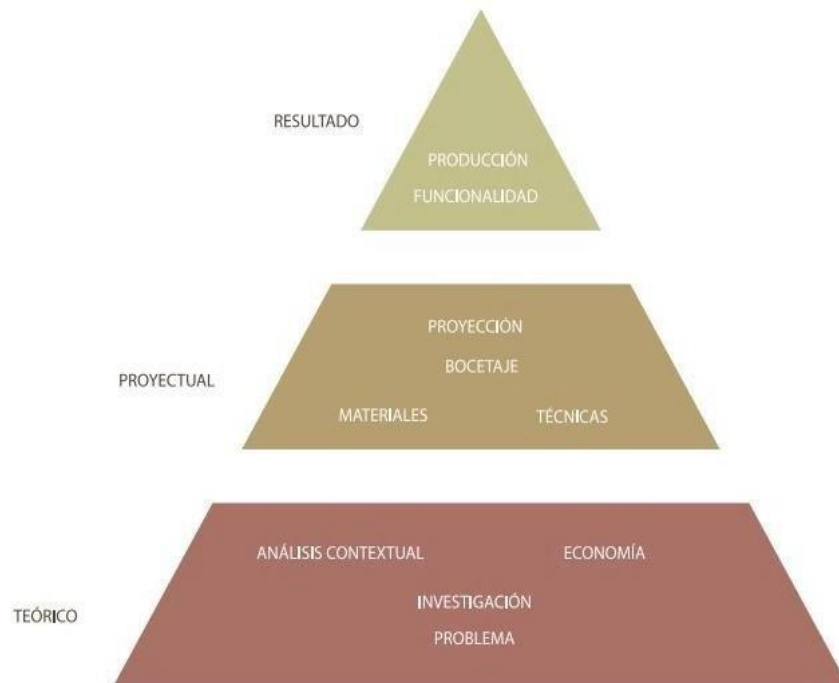 RESULTADO
PRODUCCIÓN
FUNCIONALIDAD
PROYECCIÓN
BOCETAJE
PROYECTUAL
MATERIALES TÉCNICAS
ANÁLISIS CONTEXTUAL ECONOMÍA
INVESTIGACIÓN
TEÓRICO
PROBLEMA